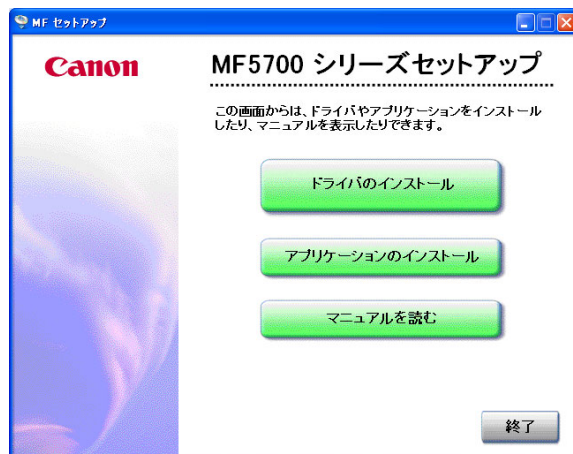 MF セットアップ
Canon
MF5700 シリーズセットアップ
この画面からは、ドライバやアプリケーションをインストール
したり、マニュアルを表示したりできます。
ドライバのインストール
アプリケーションのインストール
マニュアルを読む
終了